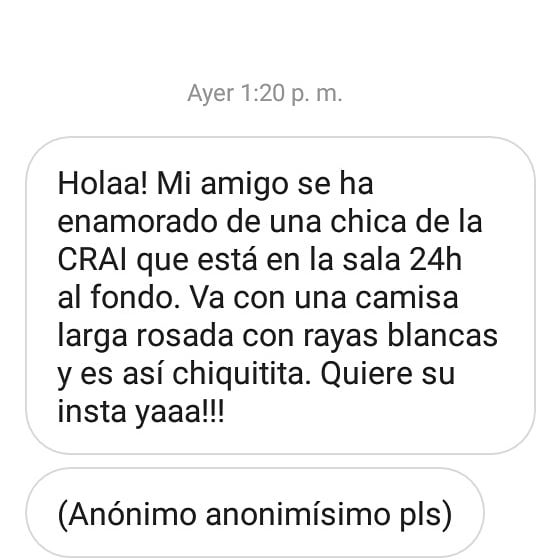 Ayer 1:20 p. m.
Holaa! Mi amigo se ha
enamorado de una chica de la
CRAI que está en la sala 24h
al fondo. Va con una camisa
larga rosada con rayas blancas
y es así chiquitita. Quiere su
insta yaaa!!!
(Anónimo anonimísimo pls)